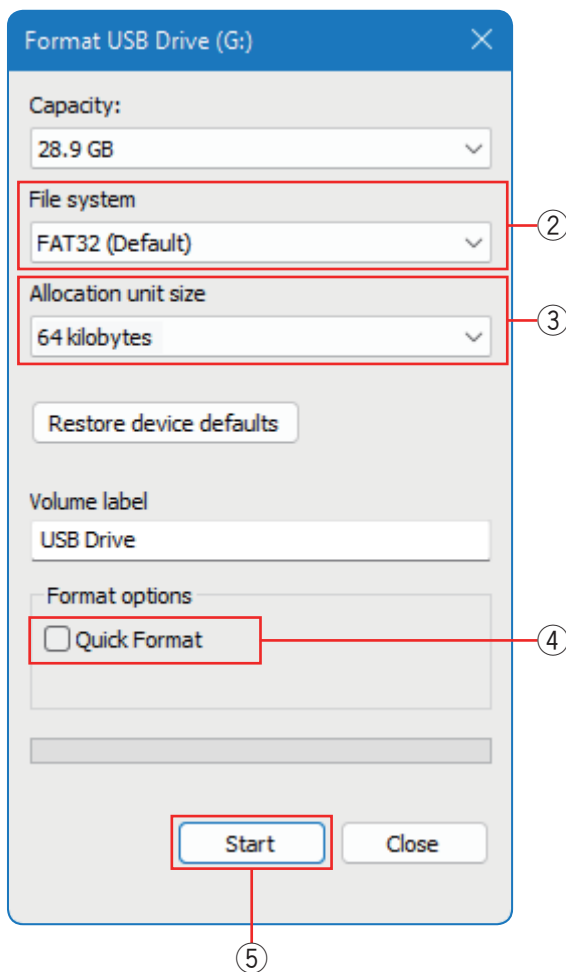 Format USB Drive (G:)
Capacity:
28.9 GB
File system
FAT32 (Default)
②
Allocation unit size
64 kilobytes
③
Restore device defaults
Volume label
USB Drive
Format options
Quick Format
④
Start
Close
⑤